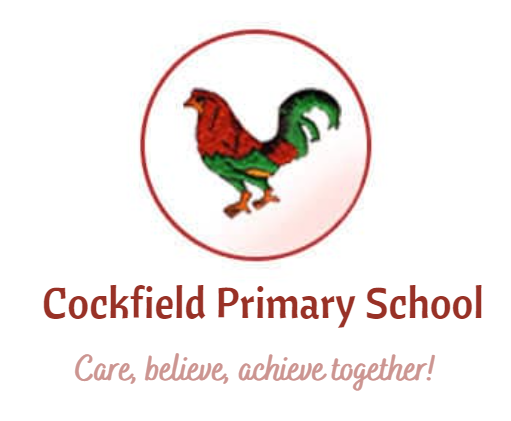 Cockfield Primary School
Care, believe, achieve together!